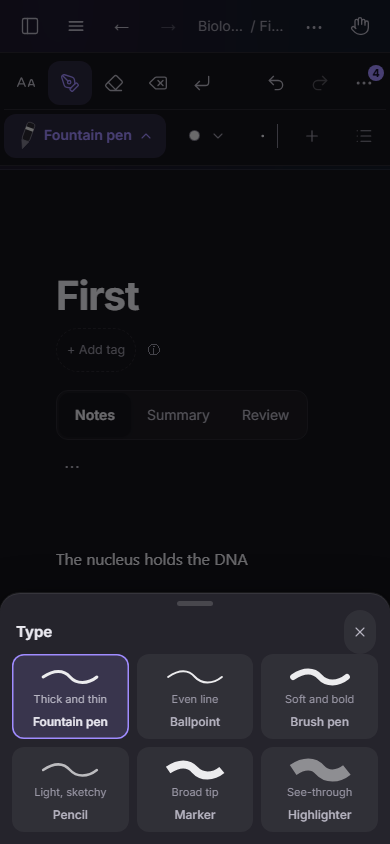 Biolo... / Fi...
AA
4
Fountain pen
First
+ Add tag
Notes Summary Review
The nucleus holds the DNA
Type
Thick and thin Even line Soft and bold
Fountain pen Ballpoint Brush pen
Light, sketchy Broad tip See-through
Pencil Marker Highlighter